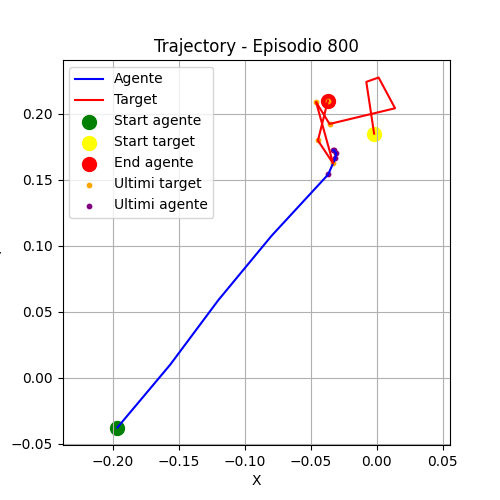 Trajectory - Episodio 800
Agente
Target
Start agente
Start target
End agente
Ultimi target
Ultimi agente
0.20
0.15
0.10
0.05
0.00
−0.05
−0.20
−0.15
−0.10
−0.05
0.00
0.05
X